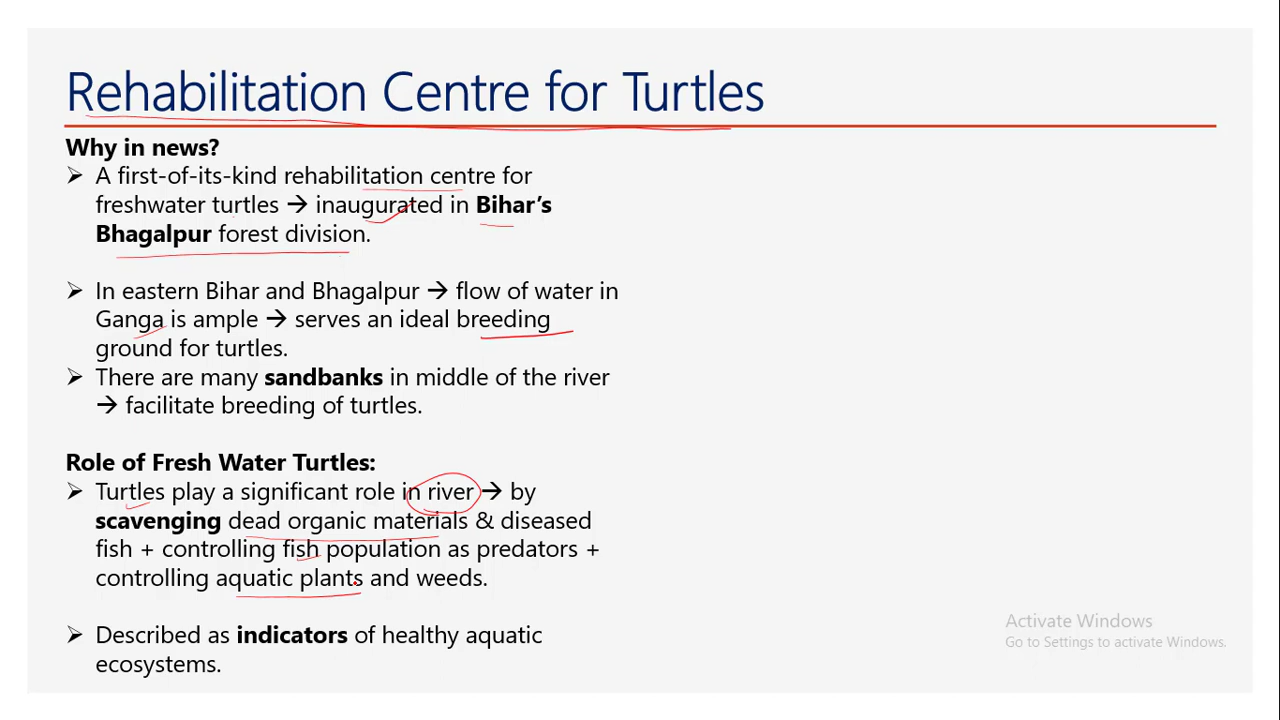 Rehabilitation Centre for Turtles
Why in news?
➢ A first-of-its-kind rehabilitation centre for
freshwater turtles → inaugurated in Bihar's
Bhagalpur forest division.
➢ In eastern Bihar and Bhagalpur → flow of water in
Ganga is ample → serves an ideal breeding
ground for turtles.
➢ There are many sandbanks in middle of the river
→ facilitate breeding of turtles.
Role of Fresh Water Turtles:
➢ Turtles play a significant role in river → by
scavenging dead organic materials & diseased
fish + controlling fish population as predators +
controlling aquatic plants and weeds.
➢ Described as indicators of healthy aquatic
ecosystems.
Activate Windows
Go to Settings to activate Windows.